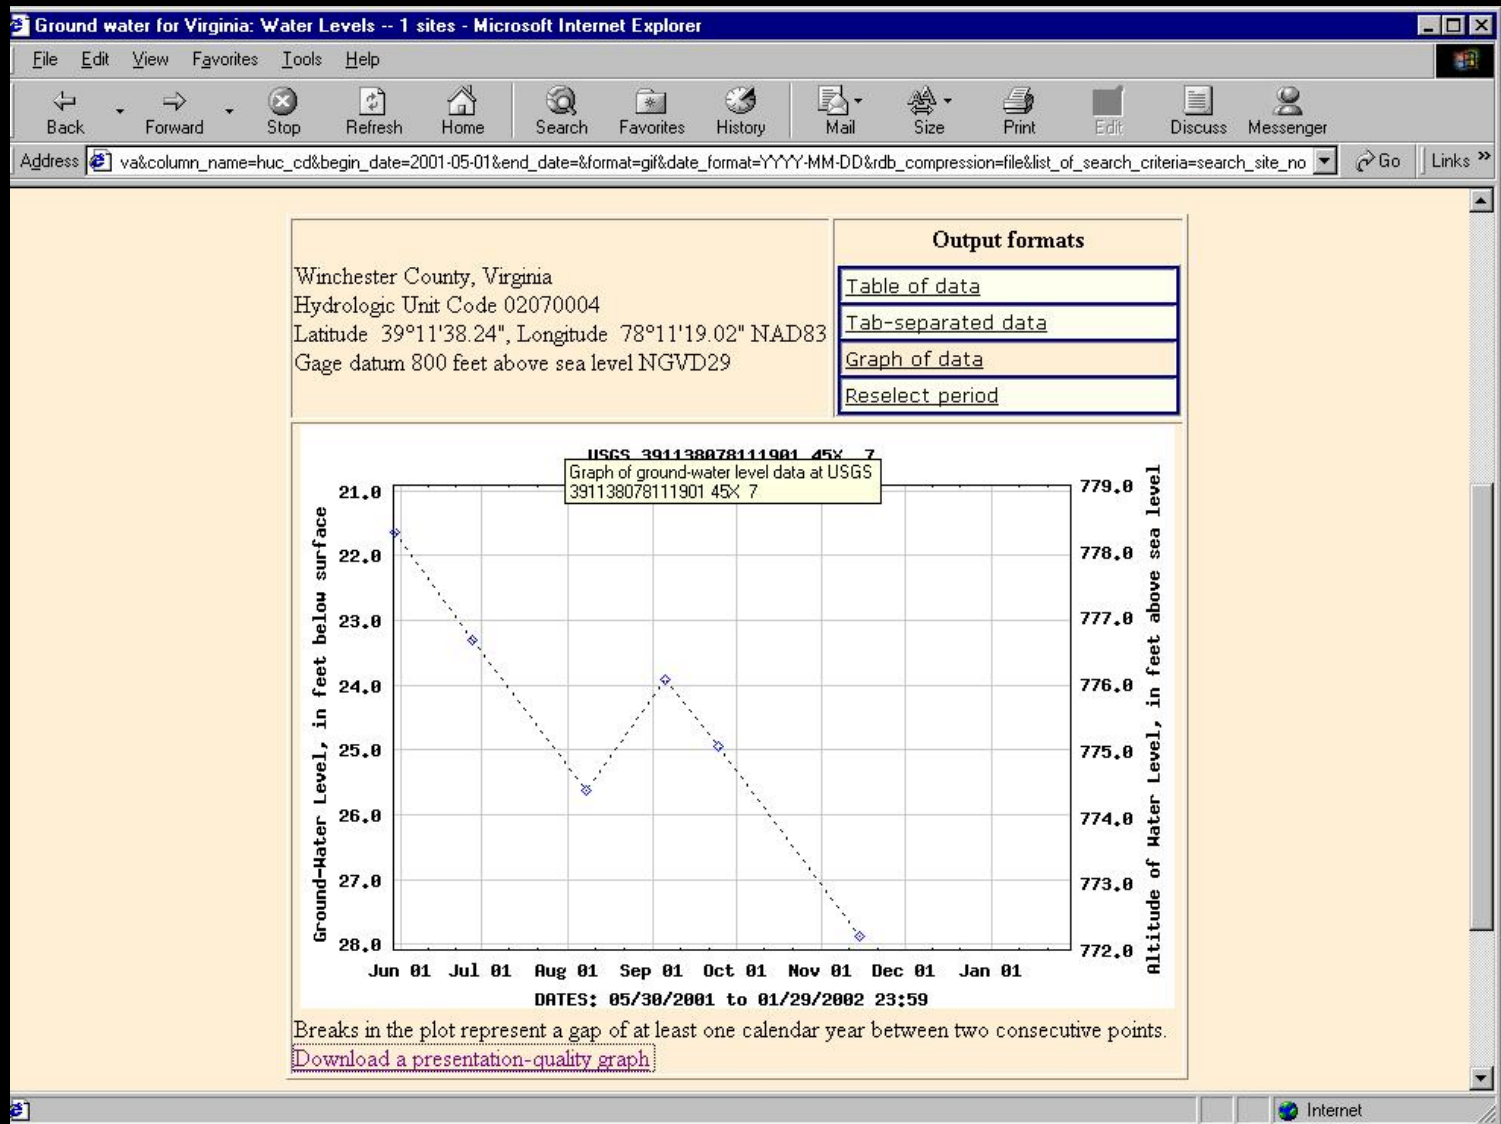 Ground water for Virginia: Water Levels -- 1 sites - Microsoft Internet Explorer
File Edit View Favorites Tools Help
Back Forward Stop Refresh Home Search Favorites History Mail Size Print Edit Discuss Messenger
Address va&column_name=huc_cd&begin_date=2001-05-01&end_date=&format=gif&date_format=YYYY-MM-DD&rdb_compression=file&list_of_search_criteria=search_site_no Go Links »
Winchester County, Virginia
Hydrologic Unit Code 02070004
Latitude 39°11'38.24", Longitude 78°11'19.02" NAD83
Gage datum 800 feet above sea level NGVD29
Output formats
Table of data
Tab-separated data
Graph of data
Reselect period
USGS 391138078111901 45X 7
Graph of ground-water level data at USGS
391138078111901 45X 7
Ground-Water Level, in feet below surface
21.0
22.0
23.0
24.0
25.0
26.0
27.0
28.0
779.0
778.0
777.0
776.0
775.0
774.0
773.0
772.0
Altitude of Water Level, in feet above sea level
Jun 01 Jul 01 Aug 01 Sep 01 Oct 01 Nov 01 Dec 01 Jan 01
DATES: 05/30/2001 to 01/29/2002 23:59
Breaks in the plot represent a gap of at least one calendar year between two consecutive points.
Download a presentation-quality graph
Internet